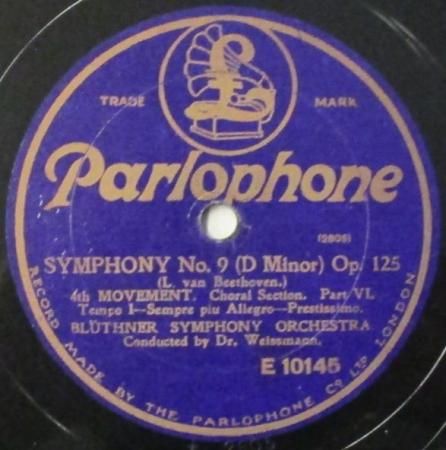 TRADE MARK
Parlophone
(2805)
SYMPHONY No. 9 (D Minor) Op. 125
(L. van Beethoven.)
4th MOVEMENT. Choral Section. Part VI.
Tempo I—Sempre piu Allegro—Prestissimo.
BLÜTHNER SYMPHONY ORCHESTRA
Conducted by Dr. Weissmann.
E 10145
RECORD MADE BY THE PARLOPHONE CO LTD LONDON